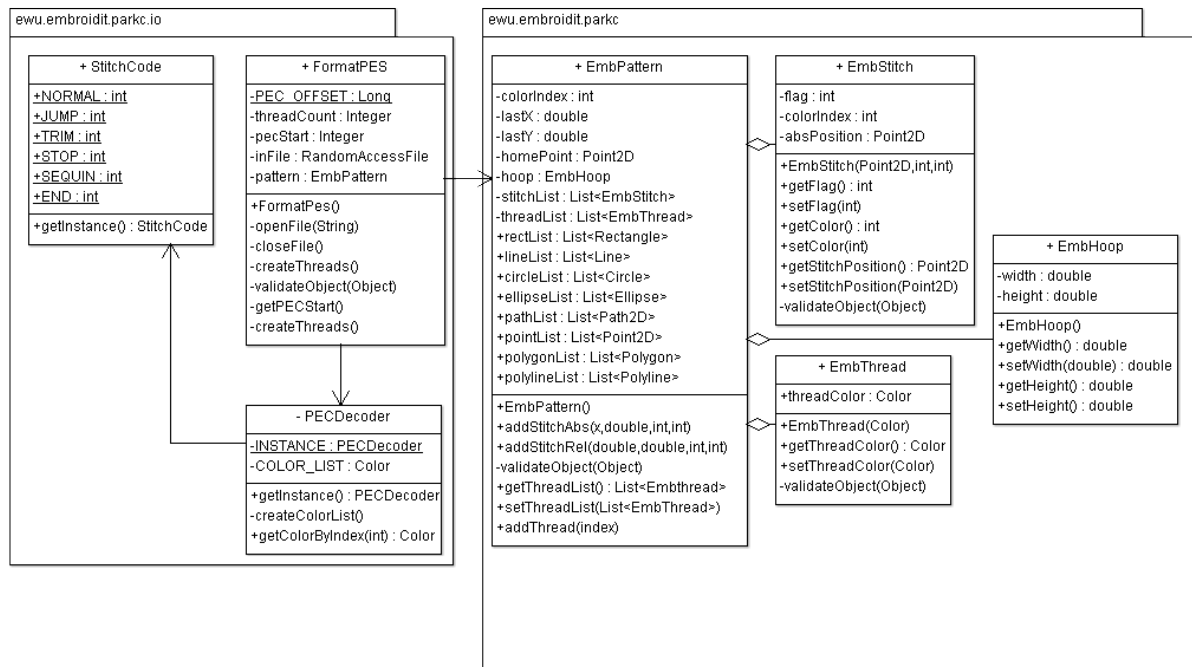 ewu.embroidit.parkc.io
+ StitchCode
+NORMAL : int
+JUMP : int
+TRIM : int
+STOP : int
+SEQUIN : int
+END : int
+getInstance() : StitchCode
+ FormatPES
-PEC_OFFSET : Long
-threadCount : Integer
-pecStart : Integer
-inFile : RandomAccessFile
-pattern : EmbPattern
+FormatPes()
-openFile(String)
-closeFile()
-createThreads()
-validateObject(Object)
-getPECStart()
-createThreads()
- PECDecoder
-INSTANCE : PECDecoder
-COLOR_LIST : Color
+getInstance() : PECDecoder
-createColorList()
+getColorByIndex(int) : Color
ewu.embroidit.parkc
+ EmbPattern
-colorIndex : int
-lastX : double
-lastY : double
-homePoint : Point2D
-hoop : EmbHoop
-stitchList : List<EmbStitch>
-threadList : List<EmbThread>
+rectList : List<Rectangle>
+lineList : List<Line>
+circleList : List<Circle>
+ellipseList : List<Ellipse>
+pathList : List<Path2D>
+pointList : List<Point2D>
+polygonList : List<Polygon>
+polylineList : List<Polyline>
+EmbPattern()
+addStitchAbs(x,double,int,int)
+addStitchRel(double,double,int,int)
-validateObject(Object)
+getThreadList() : List<Embthread>
+setThreadList(List<EmbThread>)
+addThread(index)
+ EmbStitch
-flag : int
-colorIndex : int
-absPosition : Point2D
+EmbStitch(Point2D,int,int)
+getFlag() : int
+setFlag(int)
+getColor() : int
+setColor(int)
+getStitchPosition() : Point2D
+setStitchPosition(Point2D)
-validateObject(Object)
+ EmbThread
+threadColor : Color
+EmbThread(Color)
+getThreadColor() : Color
+setThreadColor(Color)
-validateObject(Object)
+ EmbHoop
-width : double
-height : double
+EmbHoop()
+getWidth() : double
+setWidth(double) : double
+getHeight() : double
+setHeight() : double